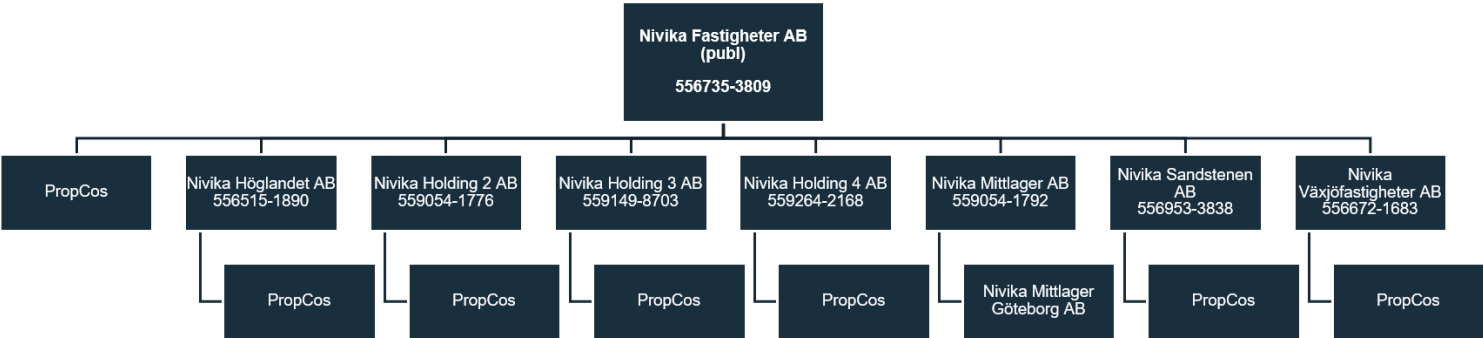 Nivika Fastigheter AB
(publ)
556735-3809
PropCos
Nivika Höglandet AB
556515-1890
Nivika Holding 2 AB
559054-1776
Nivika Holding 3 AB
559149-8703
Nivika Holding 4 AB
559264-2168
Nivika Mittlager AB
559054-1792
Nivika Sandstenen
AB
556953-3838
Nivika
Växjöfastigheter AB
556672-1683
PropCos
PropCos
PropCos
PropCos
Nivika Mittlager
Göteborg AB
PropCos
PropCos